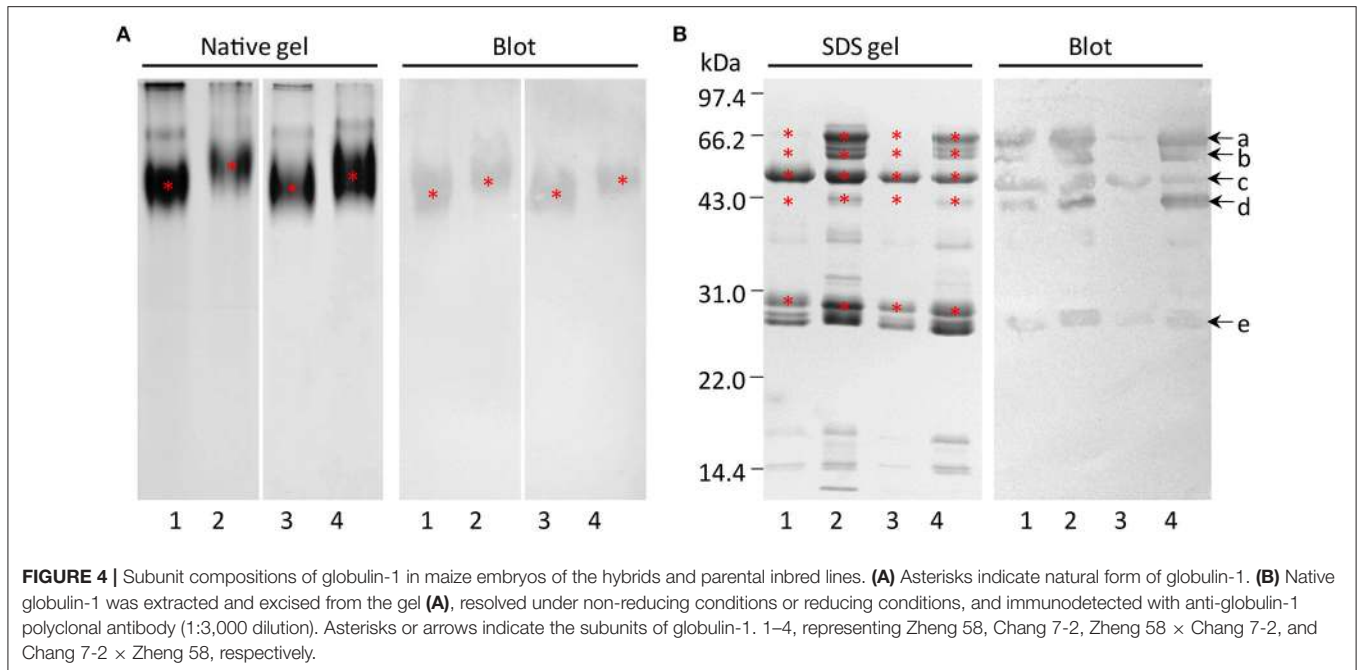 A
Native gel
Blot
1 2 3 4
1 2 3 4
B
SDS gel
Blot
kDa
97.4
66.2
43.0
31.0
22.0
14.4
a
b
c
d
e
1 2 3 4
1 2 3 4
FIGURE 4 | Subunit compositions of globulin-1 in maize embryos of the hybrids and parental inbred lines. (A) Asterisks indicate natural form of globulin-1. (B) Native
globulin-1 was extracted and excised from the gel (A), resolved under non-reducing conditions or reducing conditions, and immunodetected with anti-globulin-1
polyclonal antibody (1:3,000 dilution). Asterisks or arrows indicate the subunits of globulin-1. 1–4, representing Zheng 58, Chang 7-2, Zheng 58 × Chang 7-2, and
Chang 7-2 × Zheng 58, respectively.